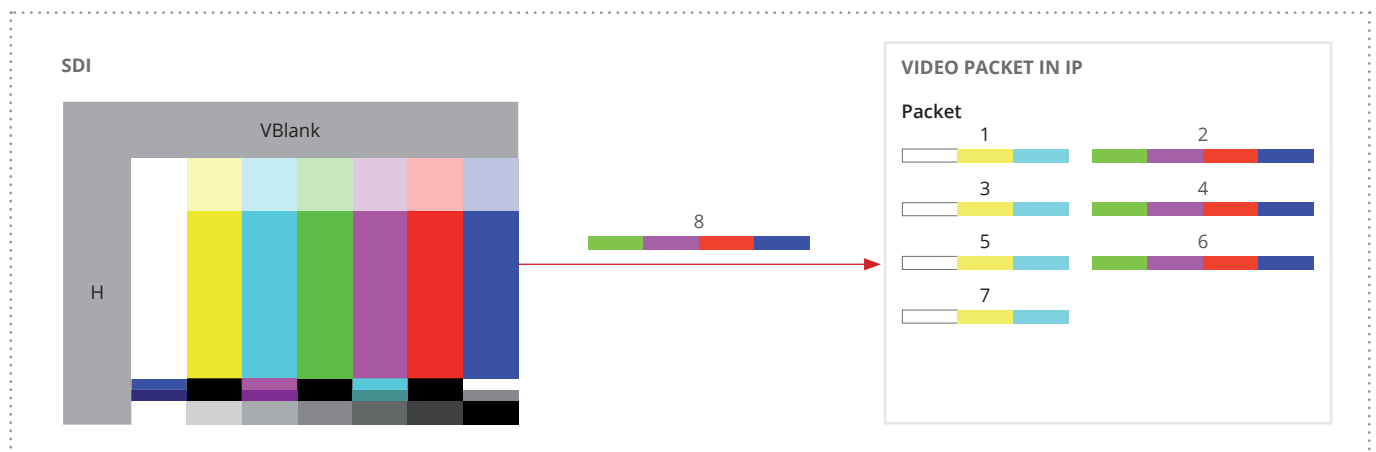 SDI
VBlank
H
8
VIDEO PACKET IN IP
Packet
1 2
3 4
5 6
7